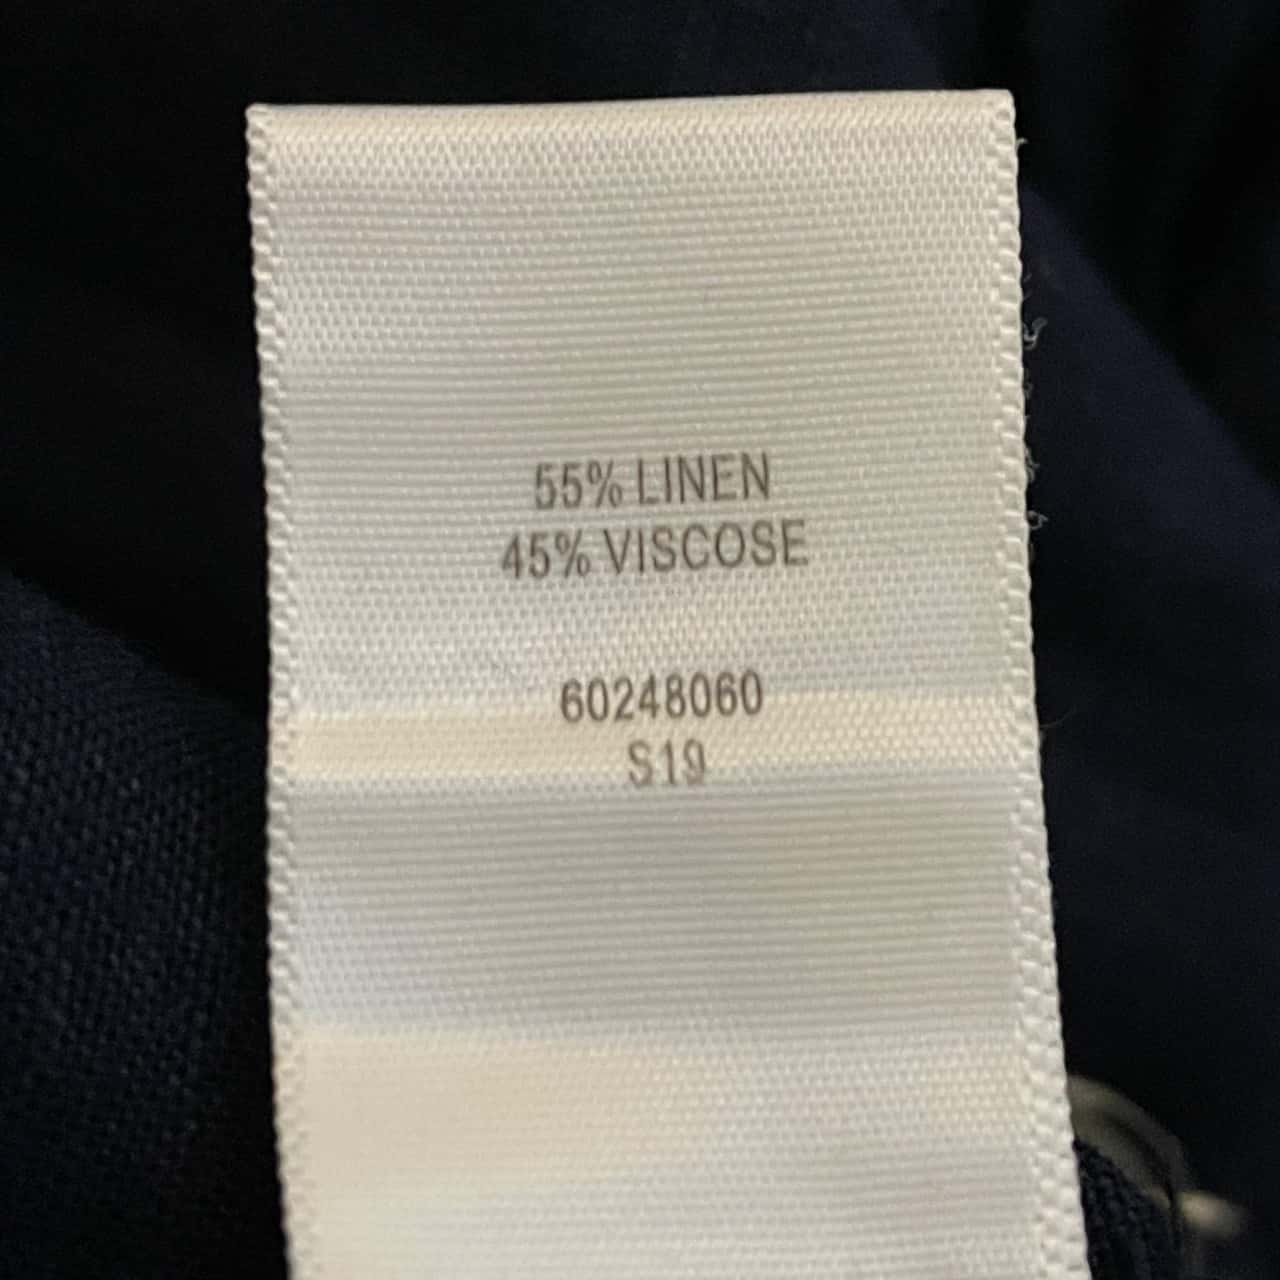 55% LINEN
45% VISCOSE
60248060
S19